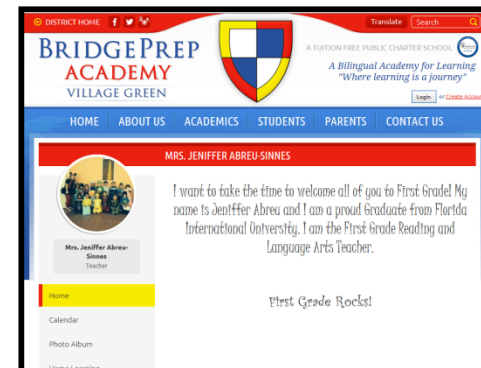 DISTRICT HOME
Translate
Search
BRIDGEPREP
ACADEMY
VILLAGE GREEN
A TUITION FREE PUBLIC CHARTER SCHOOL
A Bilingual Academy for Learning
"Where learning is a journey"
Login or Create Account
HOME ABOUT US ACADEMICS STUDENTS PARENTS CONTACT US
MRS. JENIFFER ABREU-SINNES
I want to take the time to welcome all of you to First Grade! My
name is Jeniffer Abreu and I am a proud Graduate from Florida
International University. I am the First Grade Reading and
Language Arts Teacher.
First Grade Rocks!
Mrs. Jeniffer Abreu-
Sinnes
Teacher
Home
Calendar
Photo Album
Home Learning